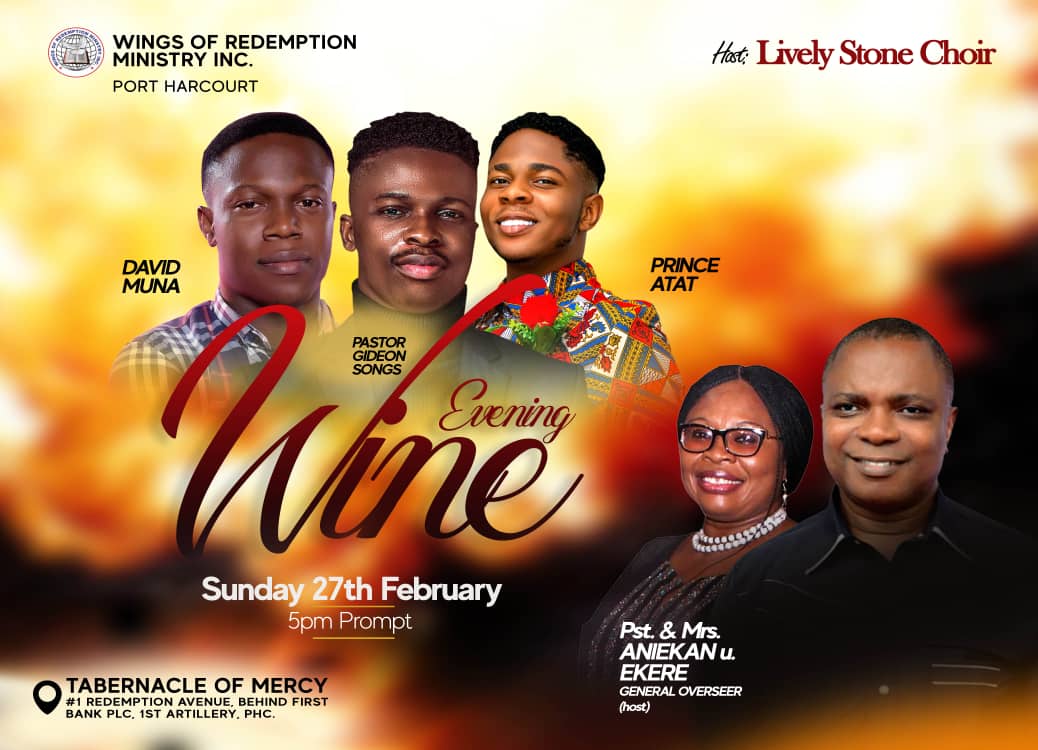 WINGS OF REDEMPTION
MINISTRY INC.
PORT HARCOURT
Host; Lively Stone Choir
DAVID
MUNA
PASTOR
GIDEON
SONGS
PRINCE
ATAT
Evening
Wine
Sunday 27th February
5pm Prompt
Pst. & Mrs.
ANIEKAN u.
EKERE
GENERAL OVERSEER
(host)
TABERNACLE OF MERCY
#1 REDEMPTION AVENUE, BEHIND FIRST
BANK PLC, 1ST ARTILLERY, PHC.